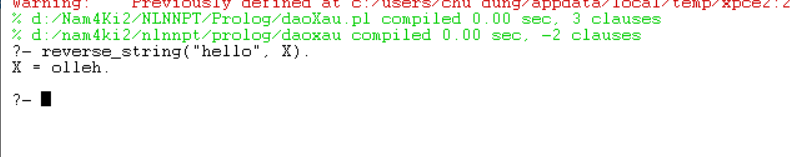 Warning:    Previously defined at c:/users/chu dung/appdata/local/temp/xpce2:2
% d:/Nam4Ki2/NLNNPT/Prolog/daoXau.pl compiled 0.00 sec, 3 clauses
% d:/nam4ki2/nlnnpt/prolog/daoxau compiled 0.00 sec, -2 clauses
?- reverse_string("hello", X).
X = olleh.
?-